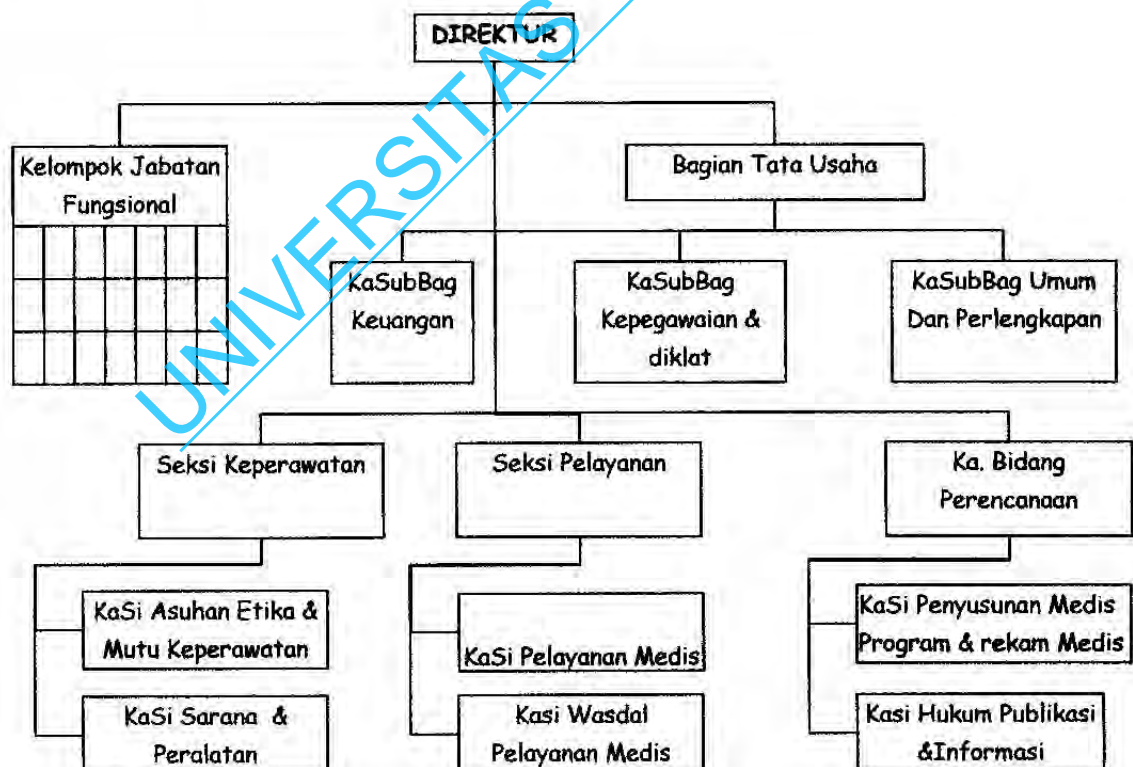 DIREKTUR
UNIVERSITAS
Kelompok Jabatan
Fungsional
Bagian Tata Usaha
KaSubBag
Keuangan
KaSubBag
Kepegawaian &
diklat
KaSubBag Umum
Dan Perlengkapan
Seksi Keperawatan
Seksi Pelayanan
Ka. Bidang
Perencanaan
KaSi Asuhan Etika &
Mutu Keperawatan
KaSi Pelayanan Medis
KaSi Penyusunan Medis
Program & rekam Medis
KaSi Sarana &
Peralatan
Kasi Wasdal
Pelayanan Medis
Kasi Hukum Publikasi
&Informasi